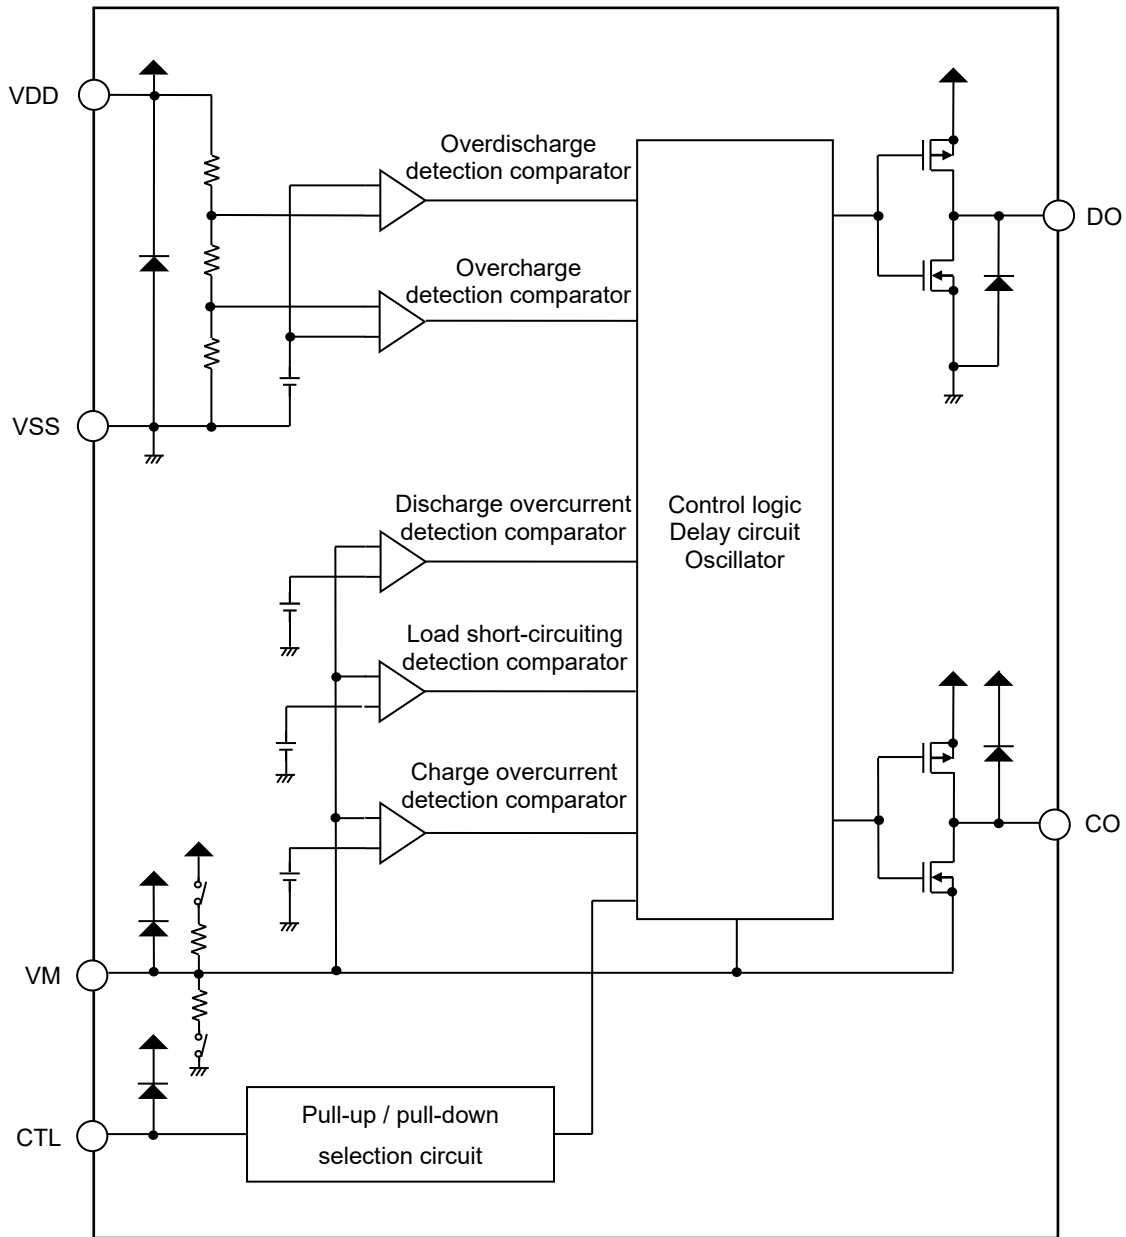 VDD
Overdischarge
detection comparator
DO
Overcharge
detection comparator
VSS
Discharge overcurrent
detection comparator
Control logic
Delay circuit
Oscillator
Load short-circuiting
detection comparator
Charge overcurrent
detection comparator
CO
VM
CTL
Pull-up / pull-down
selection circuit